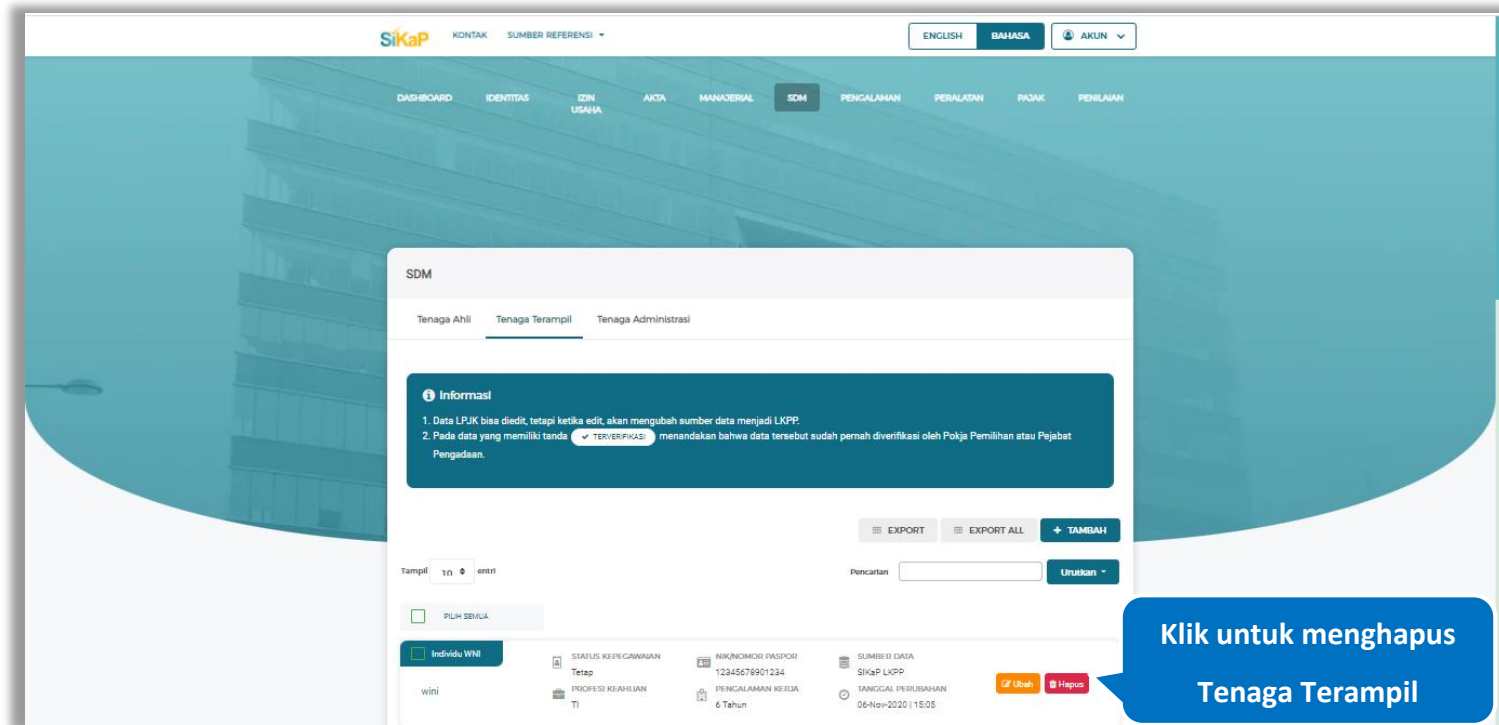 SiKaP KONTAK SUMBER REFERENSI ENGLISH BAHASA AKUN
DASHBOARD IDENTITAS IZIN USAHA AKTA MANAJERIAL SDM PENGALAMAN PERALATAN PAJAK PENILAIAN
SDM
Tenaga Ahli Tenaga Terampil Tenaga Administrasi
Informasi
1. Data LPJK bisa diedit, tetapi ketika edit, akan mengubah sumber data menjadi LKPP.
2. Pada data yang memiliki tanda TERVERIFIKASI menandakan bahwa data tersebut sudah pernah diverifikasi oleh Pokja Pemilihan atau Pejabat
Pengadaan.
EXPORT EXPORT ALL + TAMBAH
Tampil 10 entri Pencarian Urutkan
PILIH SEMUA
Individu WNI
wini
STATUS KEPEGAWAIAN
Tetap
PROFESI KEAHLIAN
TI
NIK/NOMOR PASPOR
12345678901234
PENGALAMAN KERJA
6 Tahun
SUMBER DATA
SIKaP LKPP
TANGGAL PERUBAHAN
06-Nov-2020 | 15:05
Ubah Hapus
Klik untuk menghapus
Tenaga Terampil